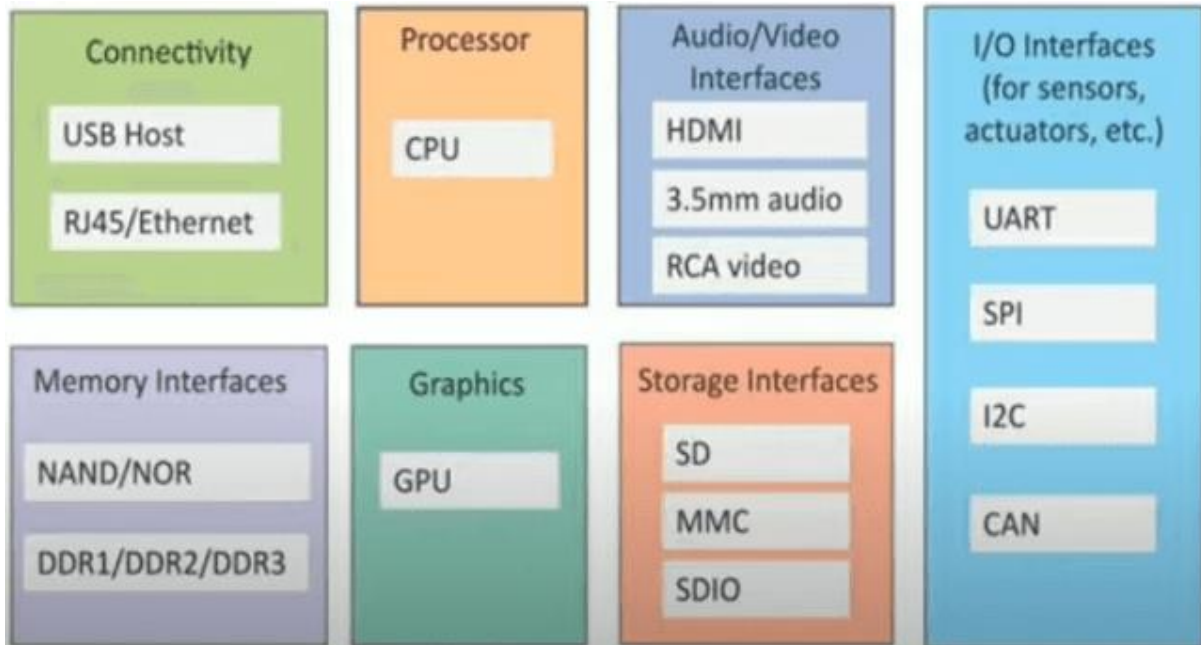 Connectivity
USB Host
RJ45/Ethernet
Processor
CPU
Audio/Video
Interfaces
HDMI
3.5mm audio
RCA video
I/O Interfaces
(for sensors,
actuators, etc.)
UART
SPI
I2C
CAN
Memory Interfaces
NAND/NOR
DDR1/DDR2/DDR3
Graphics
GPU
Storage Interfaces
SD
MMC
SDIO